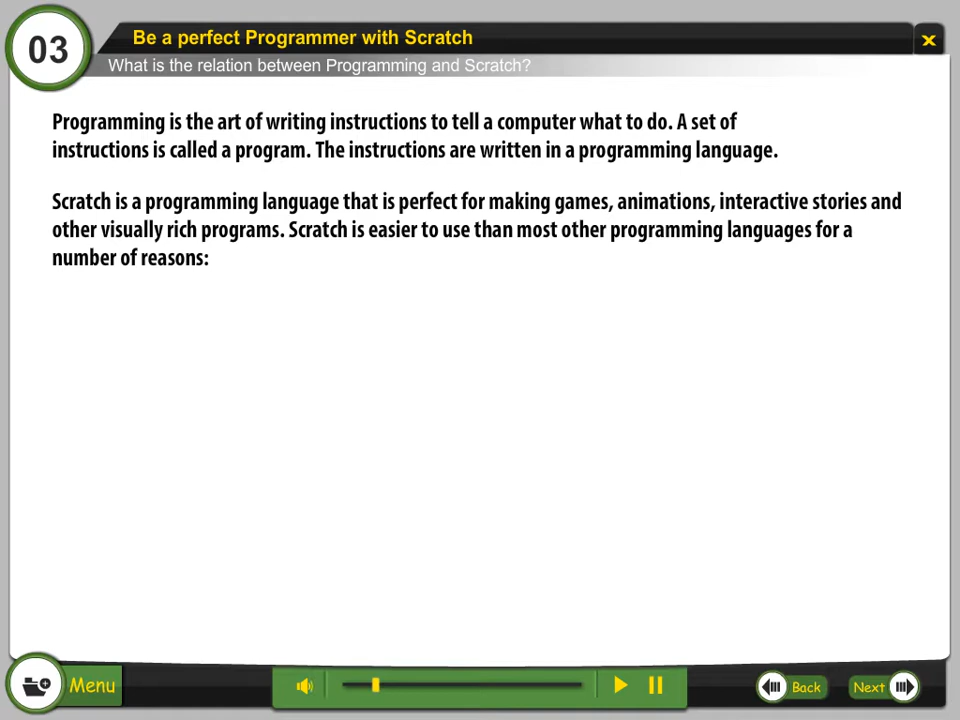 03
Be a perfect Programmer with Scratch
x
What is the relation between Programming and Scratch?
Programming is the art of writing instructions to tell a computer what to do. A set of
instructions is called a program. The instructions are written in a programming language.
Scratch is a programming language that is perfect for making games, animations, interactive stories and
other visually rich programs. Scratch is easier to use than most other programming languages for a
number of reasons:
Menu
Back
Next